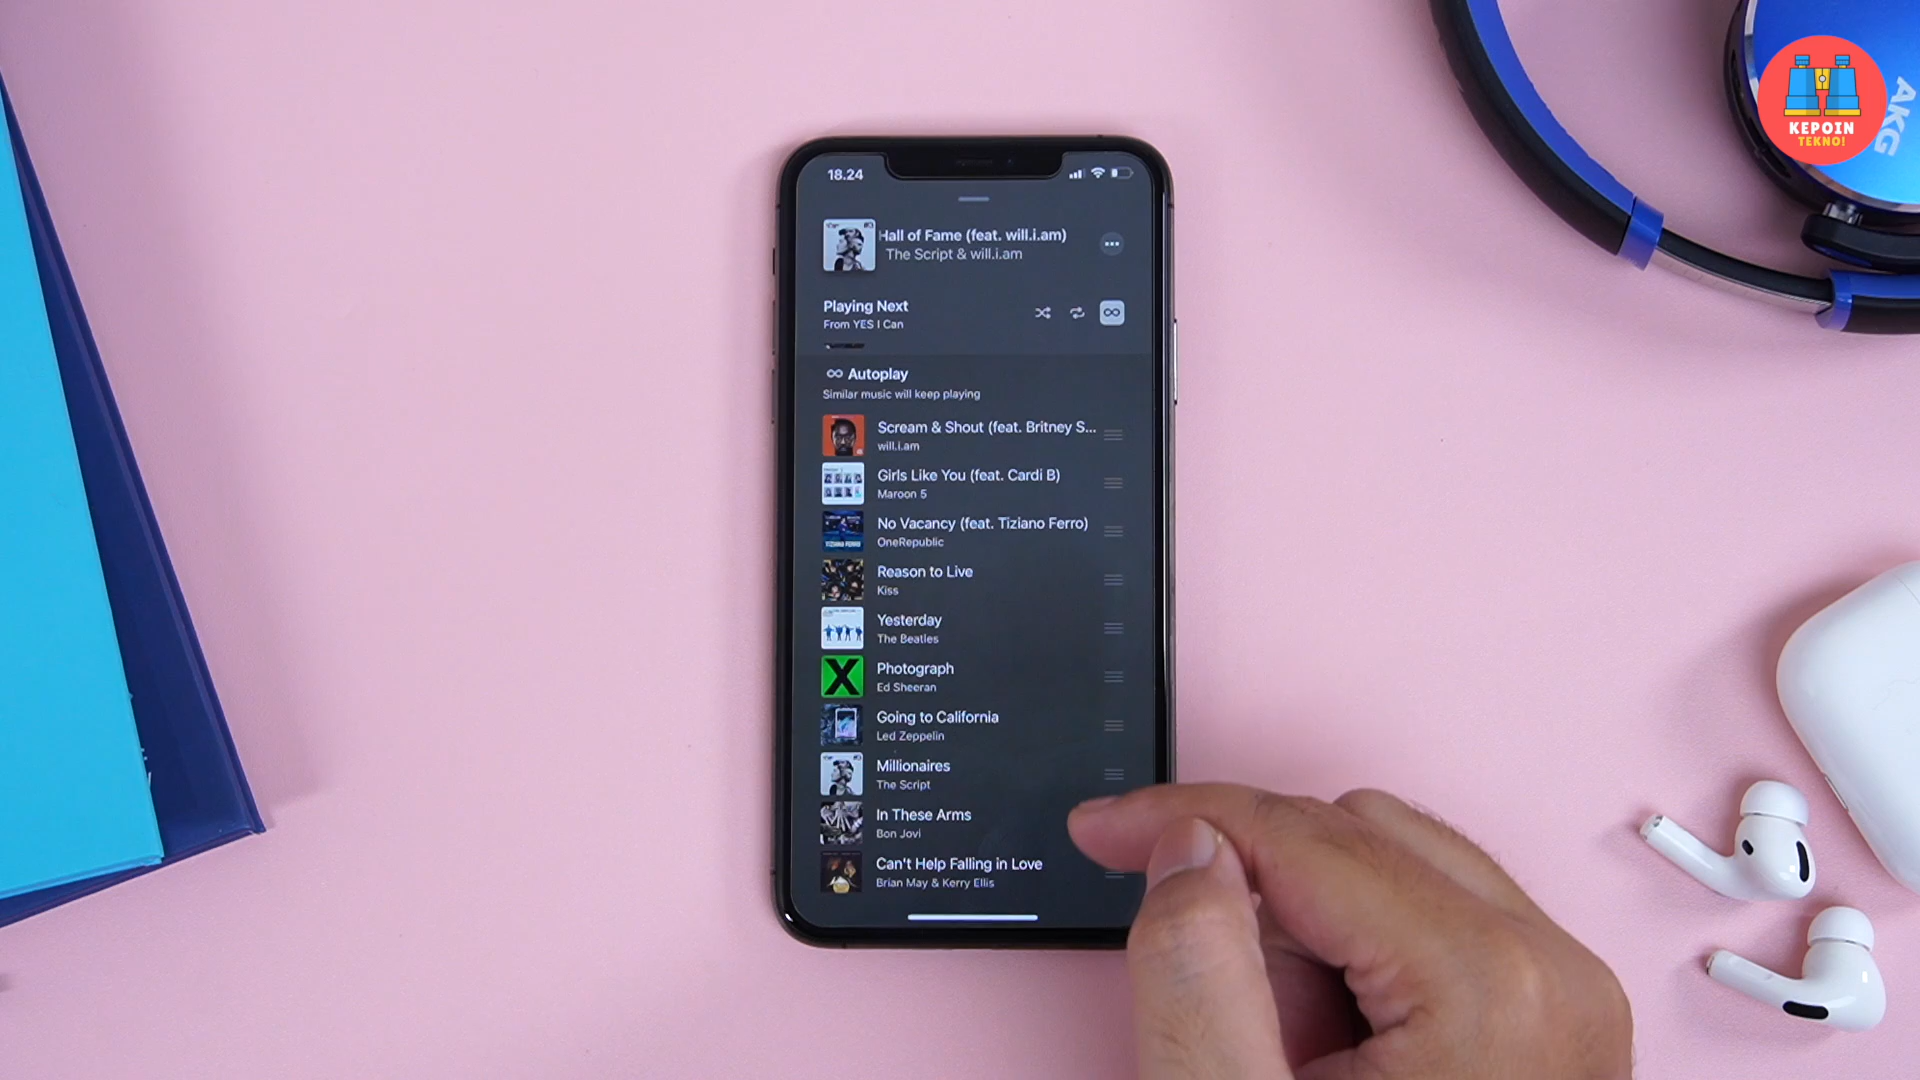 AKG
KEPOIN
TEKNO!
18.24
Hall of Fame (feat. will.i.am)
The Script & will.i.am
Playing Next
From YES I Can
Autoplay
Similar music will keep playing
Scream & Shout (feat. Britney S...
will.i.am
Girls Like You (feat. Cardi B)
Maroon 5
No Vacancy (feat. Tiziano Ferro)
OneRepublic
Reason to Live
Kiss
Yesterday
The Beatles
Photograph
Ed Sheeran
Going to California
Led Zeppelin
Millionaires
The Script
In These Arms
Bon Jovi
Can't Help Falling in Love
Brian May & Kerry Ellis